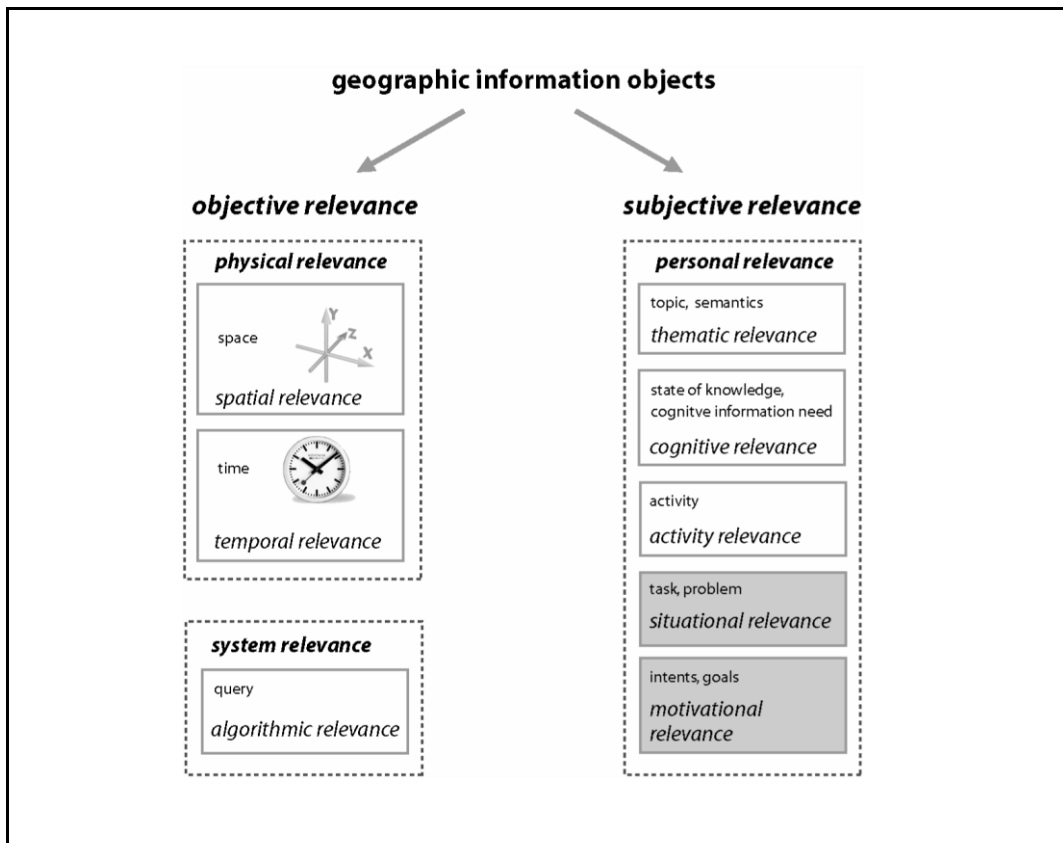 geographic information objects
objective relevance
physical relevance
space
Y
Z
X
spatial relevance
time
temporal relevance
system relevance
query
algorithmic relevance
subjective relevance
personal relevance
topic, semantics
thematic relevance
state of knowledge,
cognitve information need
cognitive relevance
activity
activity relevance
task, problem
situational relevance
intents, goals
motivational
relevance